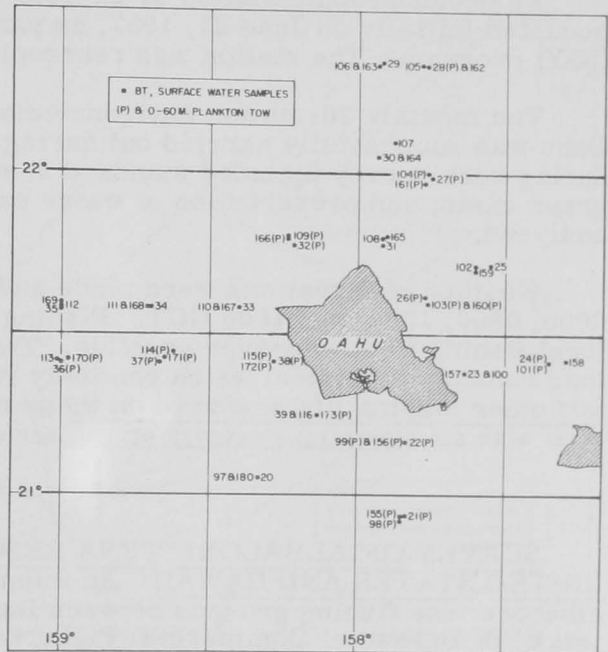 106 & 163 29 105 28(P) & 162
• BT, SURFACE WATER SAMPLES
(P) & 0-60 M. PLANKTON TOW
107
30 & 164
22°
104(P)
161(P) 27(P)
166(P) 109(P)
32(P)
108 165
31
102 159 25
169
35 112
111 & 168 34
110 & 167 33
26(P)
103(P) & 160(P)
OAHU
113 170(P)
36(P)
114(P)
37(P) 171(P)
115(P)
172(P) 38(P)
157 23 & 100
24(P)
101(P) 158
39 & 116 173(P)
99(P) & 156(P) 22(P)
97 & 180 20
21°
155(P) 21(P)
98(P)
159° 158°